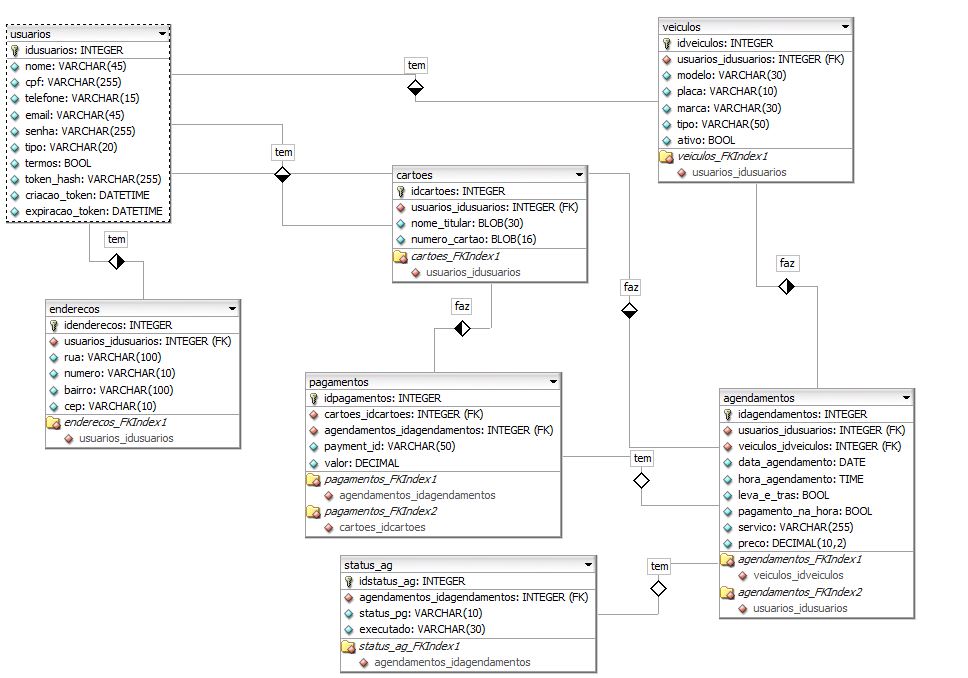 usuarios
idusuarios: INTEGER
nome: VARCHAR(45)
cpf: VARCHAR(255)
telefone: VARCHAR(15)
email: VARCHAR(45)
senha: VARCHAR(255)
tipo: VARCHAR(20)
termos: BOOL
token_hash: VARCHAR(255)
criacao_token: DATETIME
expiracao_token: DATETIME
tem
veiculos
idveiculos: INTEGER
usuarios_idusuarios: INTEGER (FK)
modelo: VARCHAR(30)
placa: VARCHAR(10)
marca: VARCHAR(30)
tipo: VARCHAR(50)
ativo: BOOL
veiculos_FKIndex1
usuarios_idusuarios
tem
cartoes
idcartoes: INTEGER
usuarios_idusuarios: INTEGER (FK)
nome_titular: BLOB(30)
numero_cartao: BLOB(16)
cartoes_FKIndex1
usuarios_idusuarios
tem
faz
faz
faz
enderecos
idenderecos: INTEGER
usuarios_idusuarios: INTEGER (FK)
rua: VARCHAR(100)
numero: VARCHAR(10)
bairro: VARCHAR(100)
cep: VARCHAR(10)
enderecos_FKIndex1
usuarios_idusuarios
pagamentos
idpagamentos: INTEGER
cartoes_idcartoes: INTEGER (FK)
agendamentos_idagendamentos: INTEGER (FK)
payment_id: VARCHAR(50)
valor: DECIMAL
pagamentos_FKIndex1
agendamentos_idagendamentos
pagamentos_FKIndex2
cartoes_idcartoes
tem
agendamentos
idagendamentos: INTEGER
usuarios_idusuarios: INTEGER (FK)
veiculos_idveiculos: INTEGER (FK)
data_agendamento: DATE
hora_agendamento: TIME
leva_e_tras: BOOL
pagamento_na_hora: BOOL
servico: VARCHAR(255)
preco: DECIMAL(10,2)
agendamentos_FKIndex1
veiculos_idveiculos
agendamentos_FKIndex2
usuarios_idusuarios
tem
status_ag
idstatus_ag: INTEGER
agendamentos_idagendamentos: INTEGER (FK)
status_pg: VARCHAR(10)
executado: VARCHAR(30)
status_ag_FKIndex1
agendamentos_idagendamentos